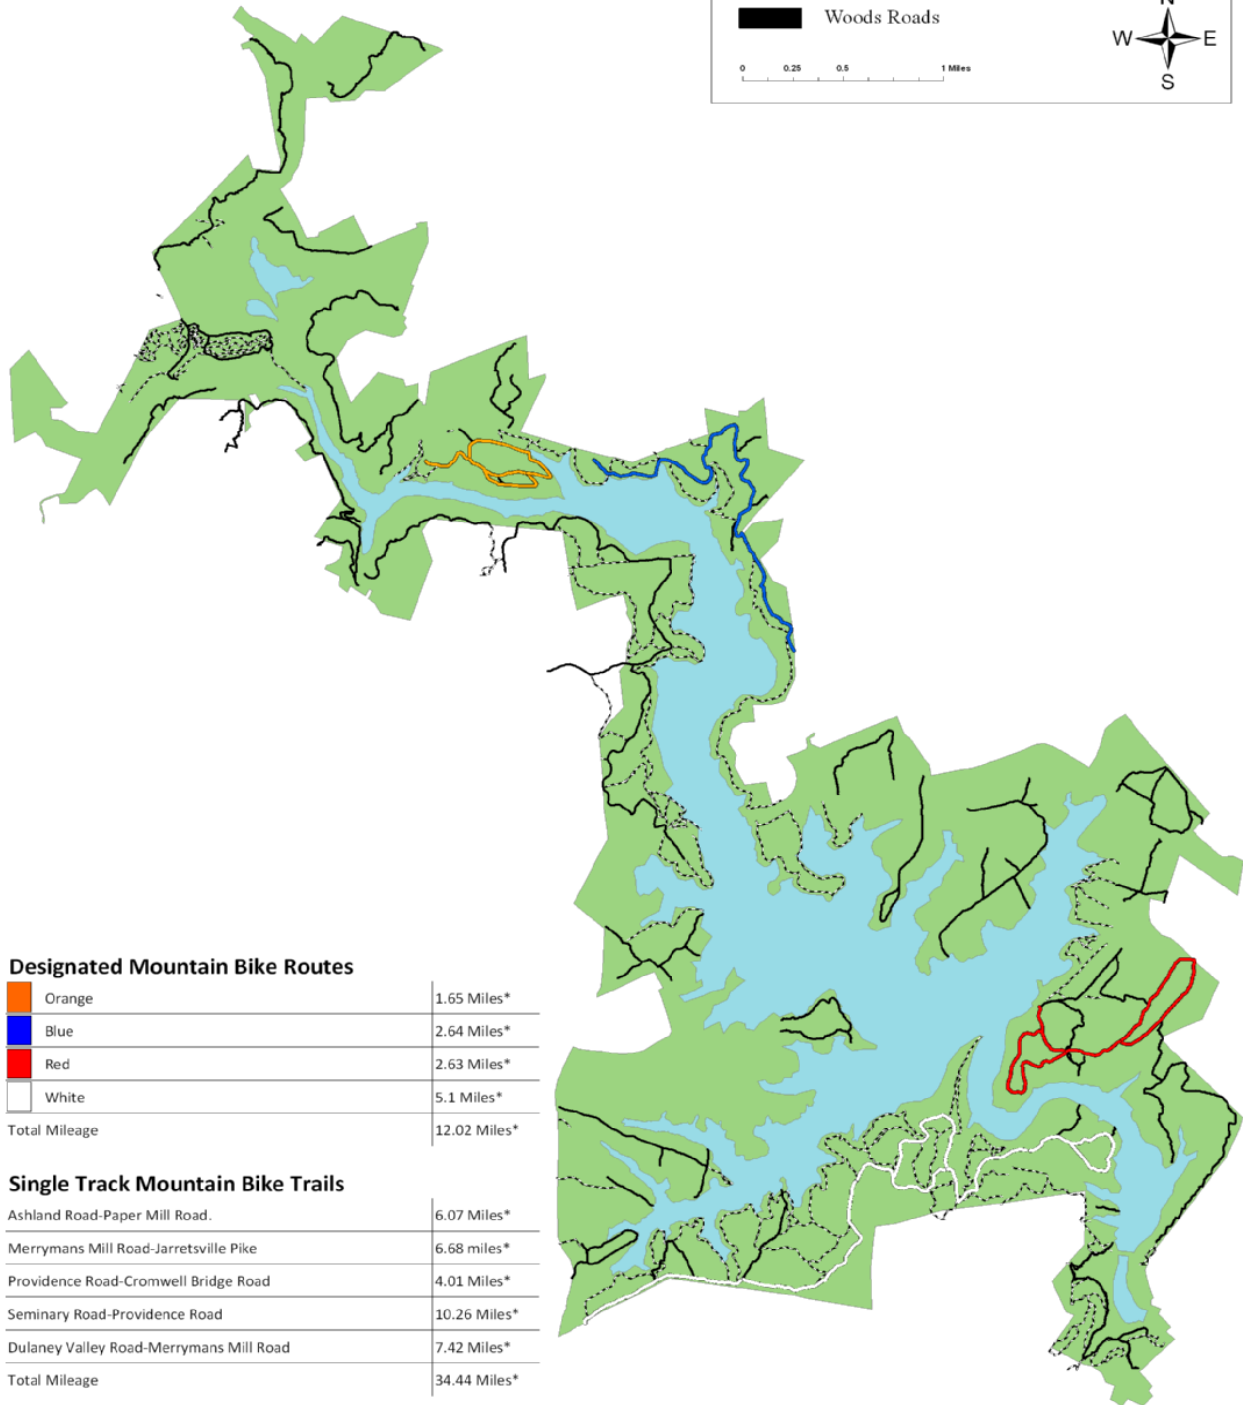 N
Woods Roads
W E
0 0.25 0.5 1 Miles
S
Designated Mountain Bike Routes
Orange 1.65 Miles*
Blue 2.64 Miles*
Red 2.63 Miles*
White 5.1 Miles*
Total Mileage 12.02 Miles*
Single Track Mountain Bike Trails
Ashland Road-Paper Mill Road. 6.07 Miles*
Merrymans Mill Road-Jarretsville Pike 6.68 miles*
Providence Road-Cromwell Bridge Road 4.01 Miles*
Seminary Road-Providence Road 10.26 Miles*
Dulaney Valley Road-Merrymans Mill Road 7.42 Miles*
Total Mileage 34.44 Miles*